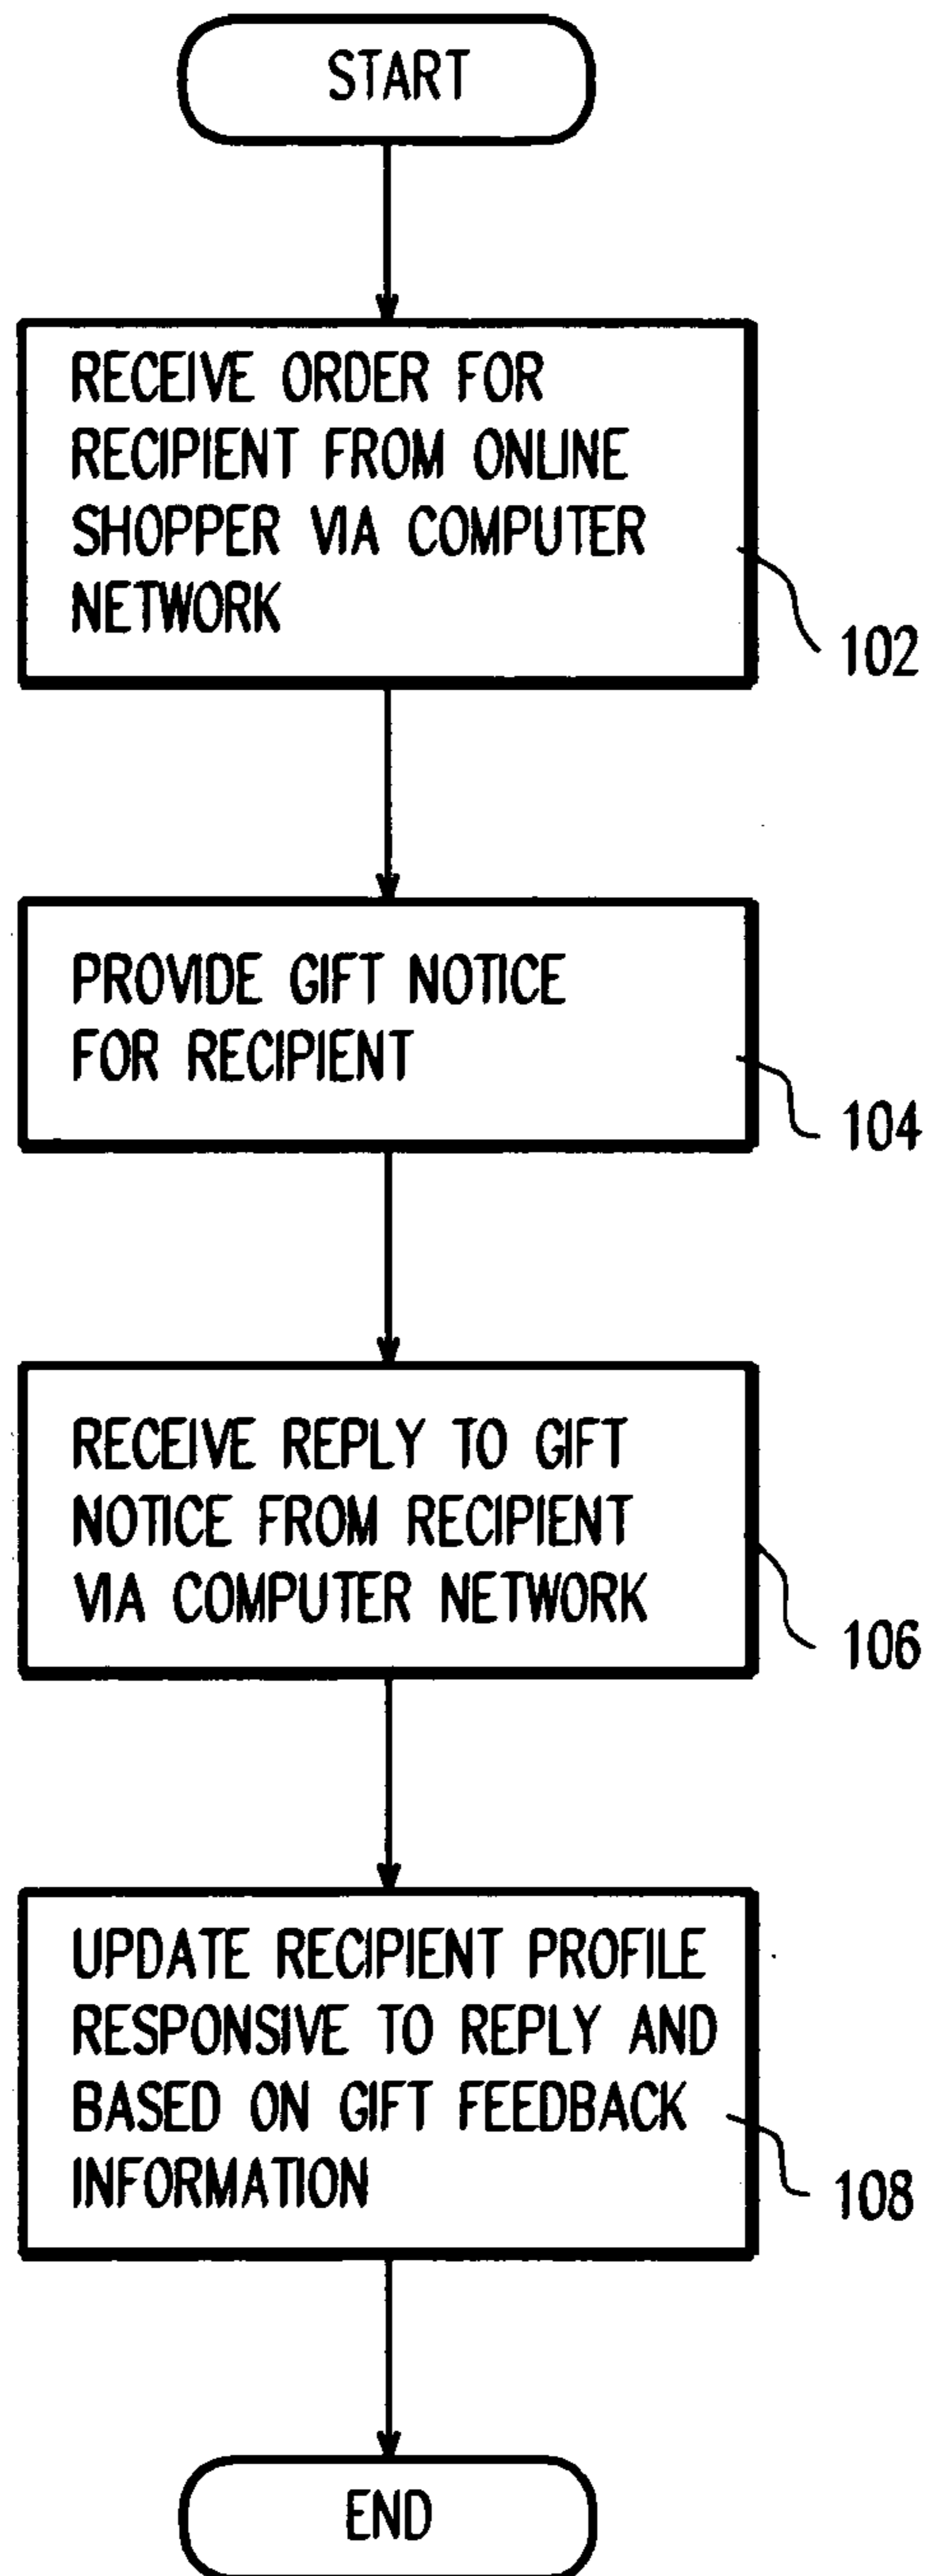 START
RECEIVE ORDER FOR
RECIPIENT FROM ONLINE
SHOPPER VIA COMPUTER
NETWORK
102
PROVIDE GIFT NOTICE
FOR RECIPIENT
104
RECEIVE REPLY TO GIFT
NOTICE FROM RECIPIENT
VIA COMPUTER NETWORK
106
UPDATE RECIPIENT PROFILE
RESPONSIVE TO REPLY AND
BASED ON GIFT FEEDBACK
INFORMATION
108
END